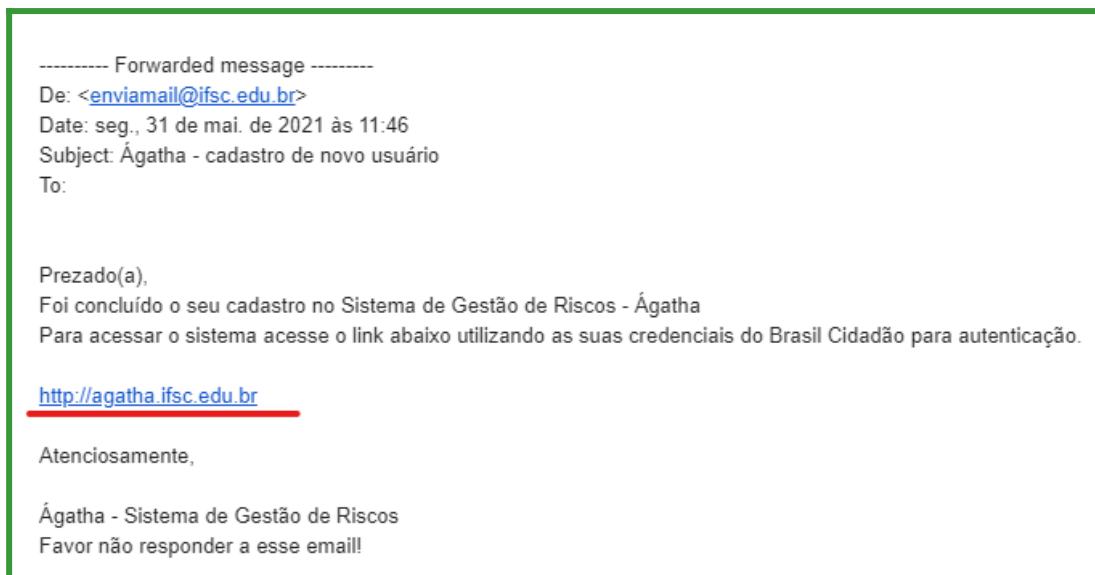 ---------- Forwarded message ---------
De: <enviamail@ifsc.edu.br>
Date: seg., 31 de mai. de 2021 às 11:46
Subject: Ágatha - cadastro de novo usuário
To:
Prezado(a),
Foi concluído o seu cadastro no Sistema de Gestão de Riscos - Ágatha
Para acessar o sistema acesse o link abaixo utilizando as suas credenciais do Brasil Cidadão para autenticação.
http://agatha.ifsc.edu.br
Atenciosamente,
Ágatha - Sistema de Gestão de Riscos
Favor não responder a esse email!